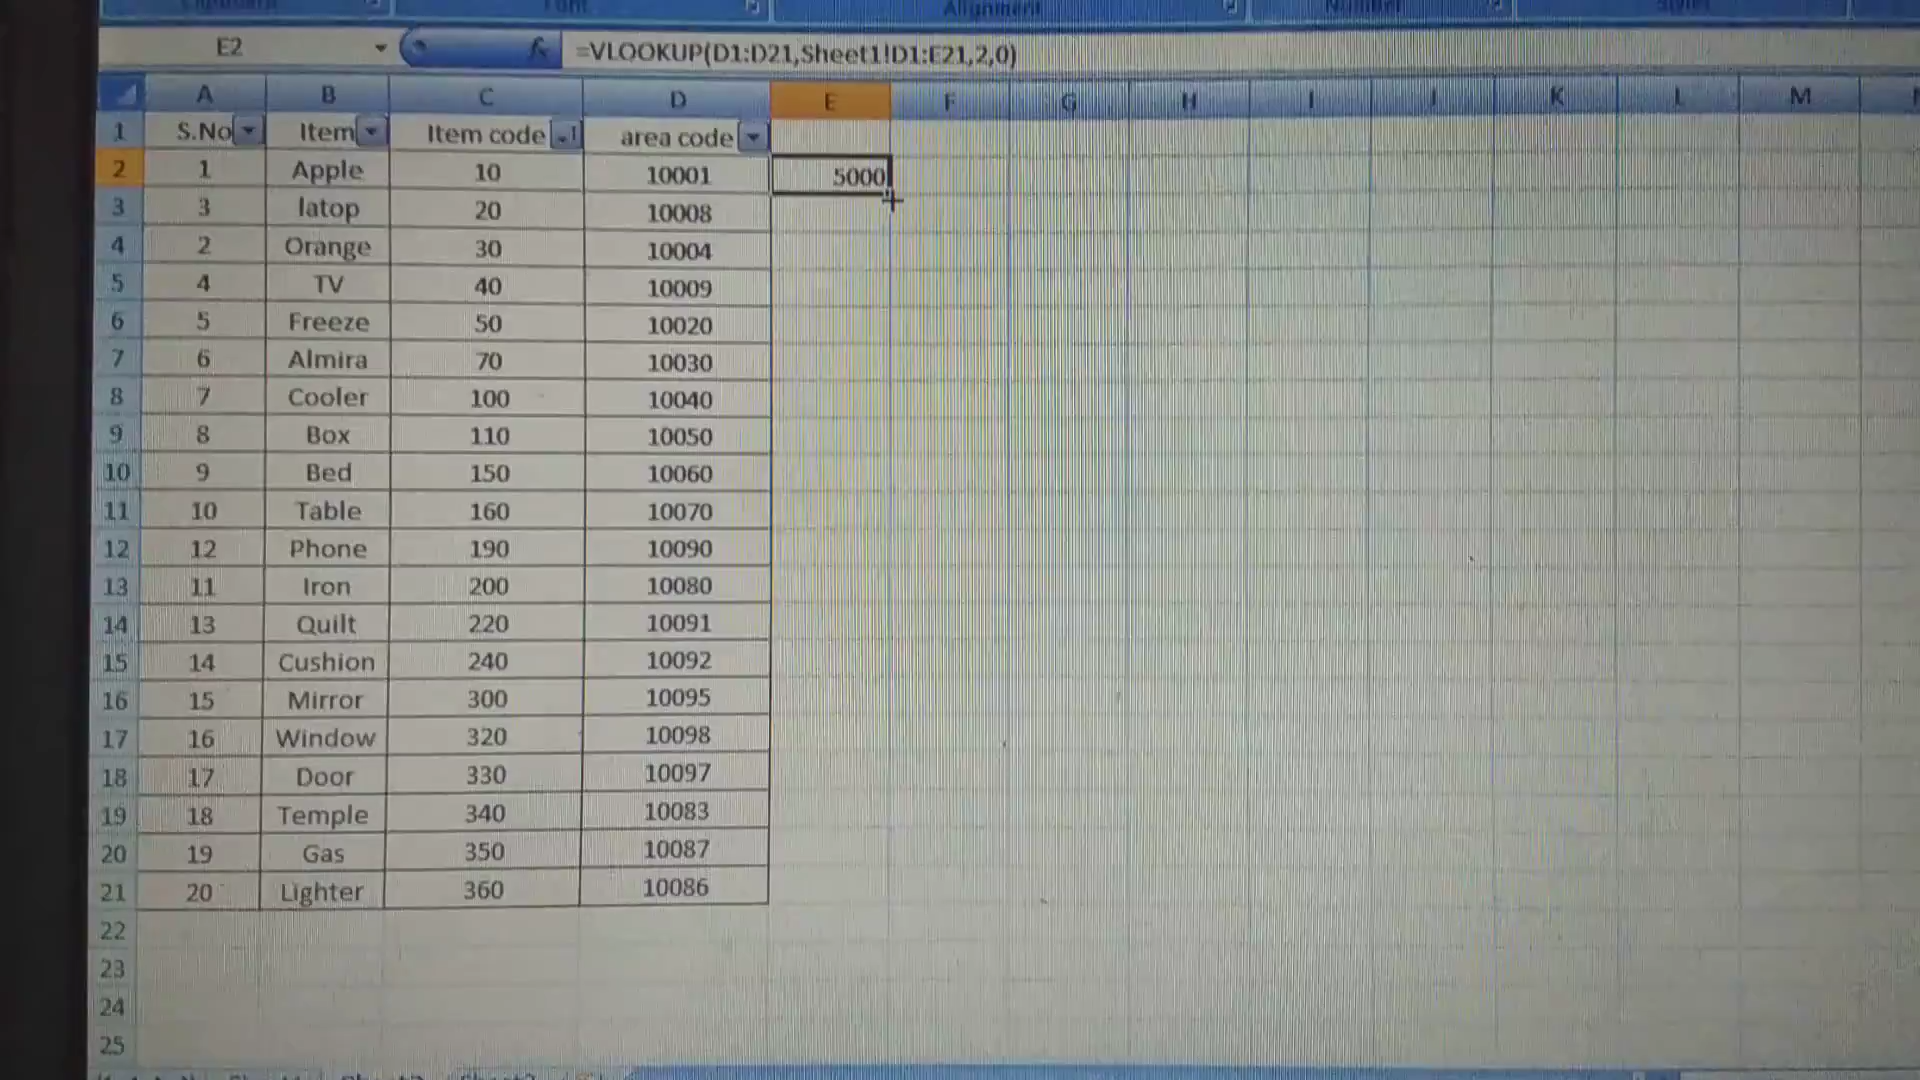 Alignment
E2 =VLOOKUP(D1:D21,Sheet1!D1:E21,2,0)
A B C D E F G H I J K L M
1 S.No Item Item code area code
2 1 Apple 10 10001 5000
3 3 latop 20 10008
4 2 Orange 30 10004
5 4 TV 40 10009
6 5 Freeze 50 10020
7 6 Almira 70 10030
8 7 Cooler 100 10040
9 8 Box 110 10050
10 9 Bed 150 10060
11 10 Table 160 10070
12 12 Phone 190 10090
13 11 Iron 200 10080
14 13 Quilt 220 10091
15 14 Cushion 240 10092
16 15 Mirror 300 10095
17 16 Window 320 10098
18 17 Door 330 10097
19 18 Temple 340 10083
20 19 Gas 350 10087
21 20 Lighter 360 10086
22
23
24
25